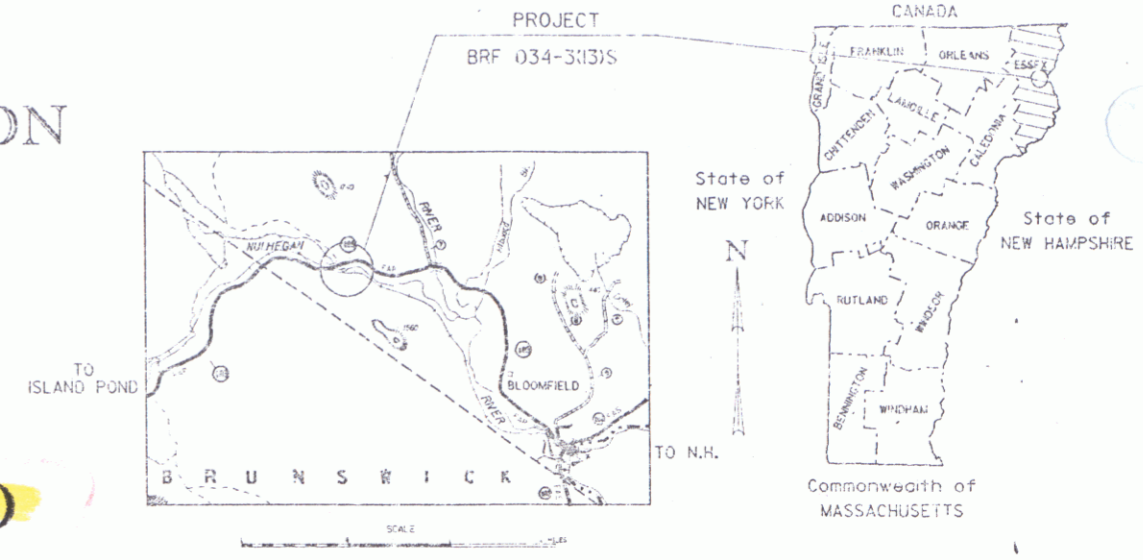 PROJECT
BRF 034-3(13)S
CANADA
FRANKLIN
ORLEANS
ESSEX
GRAND ISLE
LAMOILLE
CHITTENDEN
CALEDONIA
WASHINGTON
State of
NEW YORK
ADDISON
ORANGE
State of
NEW HAMPSHIRE
N
RUTLAND
WINDSOR
BENNINGTON
WINDHAM
Commonwealth of
MASSACHUSETTS
ON
NULHEGAN
RIVER
TO
ISLAND POND
BLOOMFIELD
RIVER
TO N.H.
BRUNSWICK
SCALE
MILES